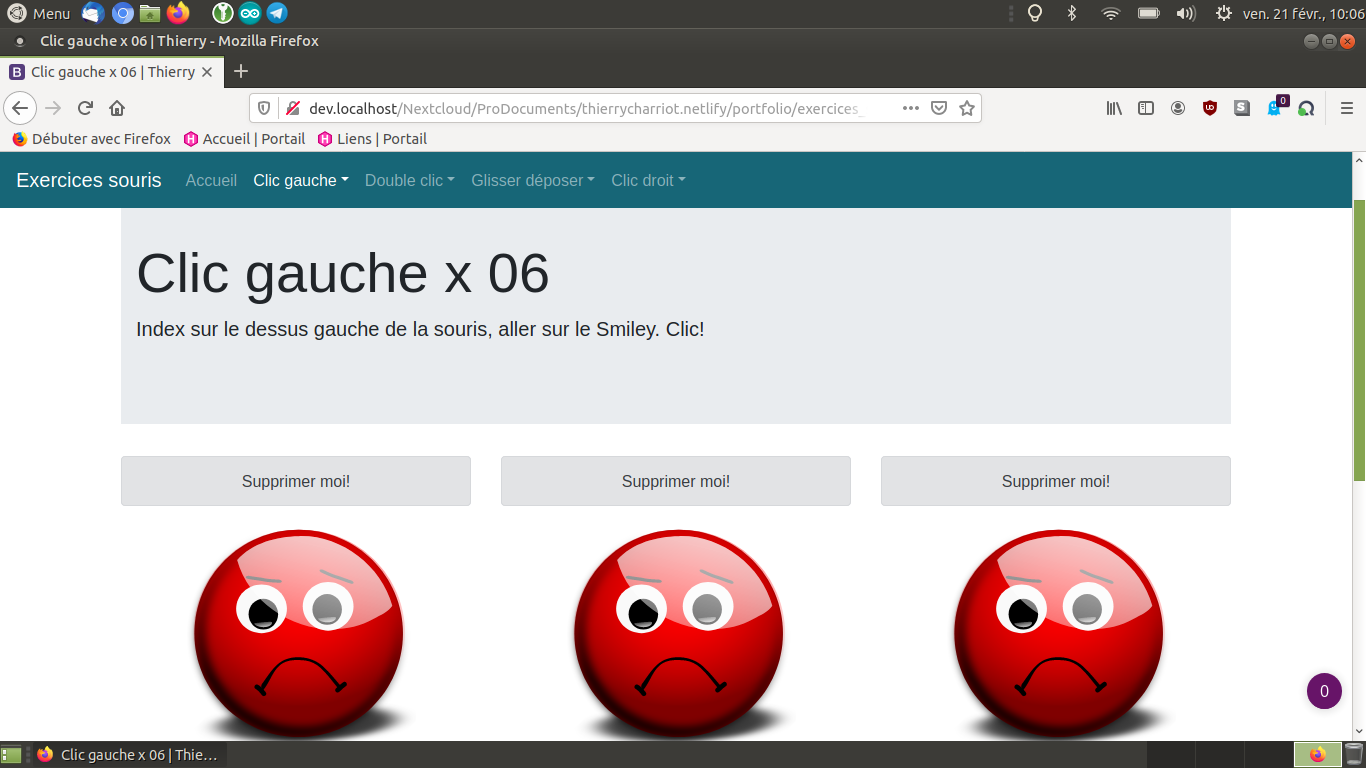 Menu
ven. 21 févr., 10:06
Clic gauche x 06 | Thierry - Mozilla Firefox
B Clic gauche x 06 | Thierry
dev.localhost/Nextcloud/ProDocuments/thierrycharriot.netlify/portfolio/exercices_
0
Débuter avec Firefox Accueil | Portail Liens | Portail
Exercices souris Accueil Clic gauche Double clic Glisser déposer Clic droit
Clic gauche x 06
Index sur le dessus gauche de la souris, aller sur le Smiley. Clic!
Supprimer moi! Supprimer moi! Supprimer moi!
0
Clic gauche x 06 | Thie…